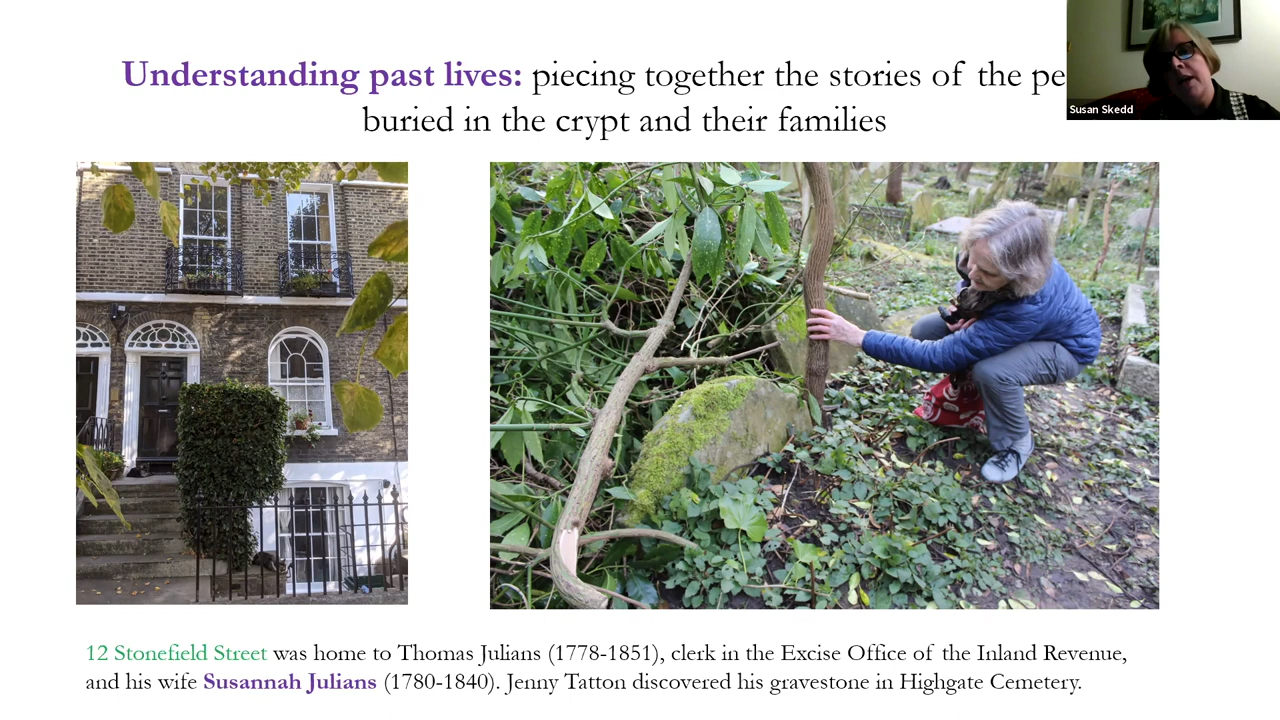 Understanding past lives: piecing together the stories of the
buried in the crypt and their families
Susan Skedd
12 Stonefield Street was home to Thomas Julians (1778-1851), clerk in the Excise Office of the Inland Revenue,
and his wife Susannah Julians (1780-1840). Jenny Tatton discovered his gravestone in Highgate Cemetery.